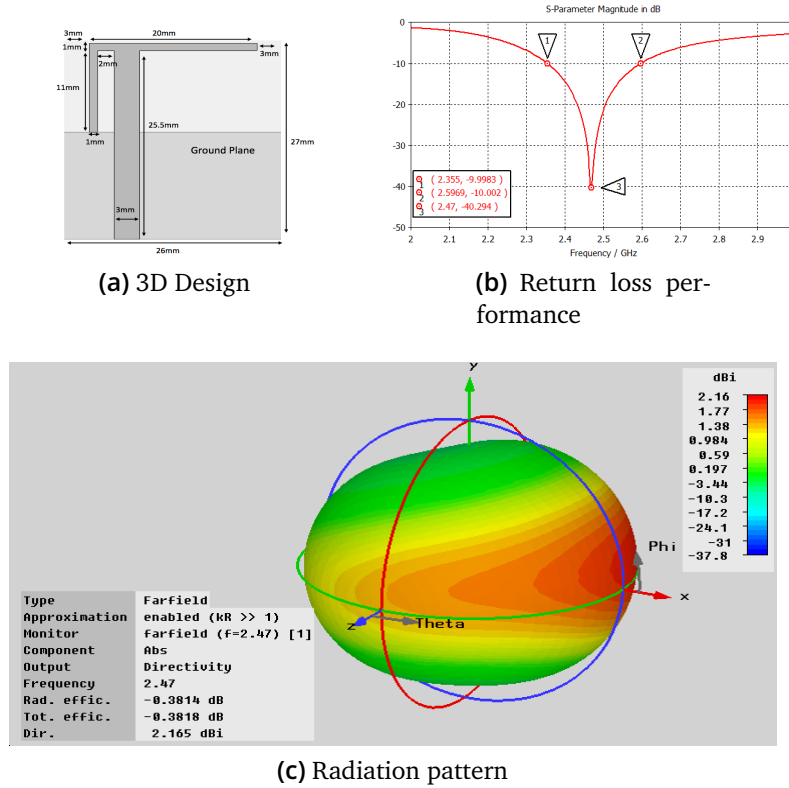 3mm
20mm
1mm
2mm
3mm
11mm
25.5mm
27mm
1mm
Ground Plane
3mm
26mm
(a) 3D Design
S-Parameter Magnitude in dB
0
-10
-20
-30
-40
-50
1
2
3
1 ( 2.355, -9.9983 )
2 ( 2.5969, -10.002 )
3 ( 2.47, -40.294 )
2 2.1 2.2 2.3 2.4 2.5 2.6 2.7 2.8 2.9
Frequency / GHz
(b) Return loss per-
formance
y
Phi
x
z
Theta
dBi
2.16
1.77
1.38
0.984
0.59
0.197
-3.44
-10.3
-17.2
-24.1
-31
-37.8
Type Farfield
Approximation enabled (kR >> 1)
Monitor farfield (f=2.47) [1]
Component Abs
Output Directivity
Frequency 2.47
Rad. effic. -0.3814 dB
Tot. effic. -0.3818 dB
Dir. 2.165 dBi
(c) Radiation pattern